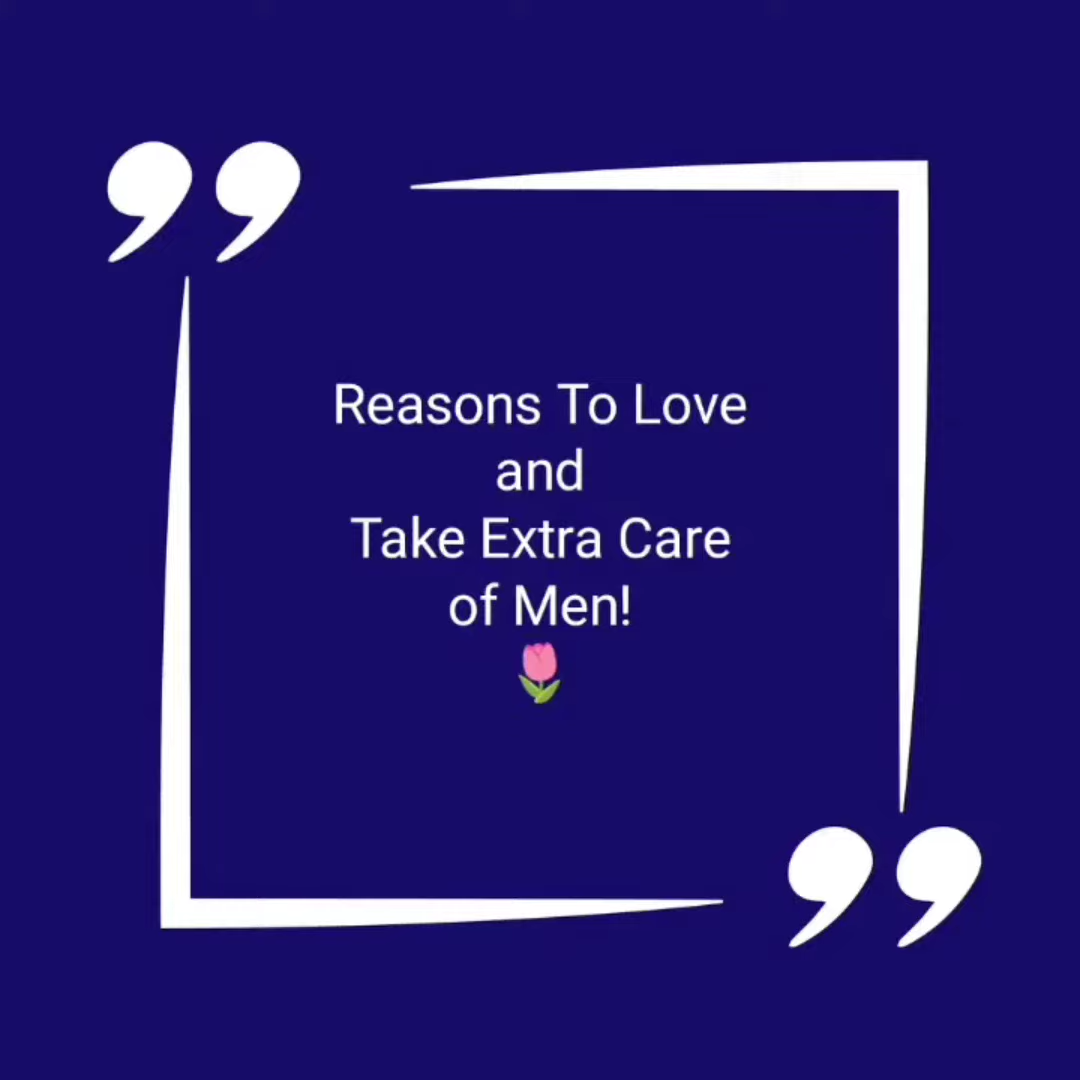 Reasons To Love
and
Take Extra Care
of Men!
🌷